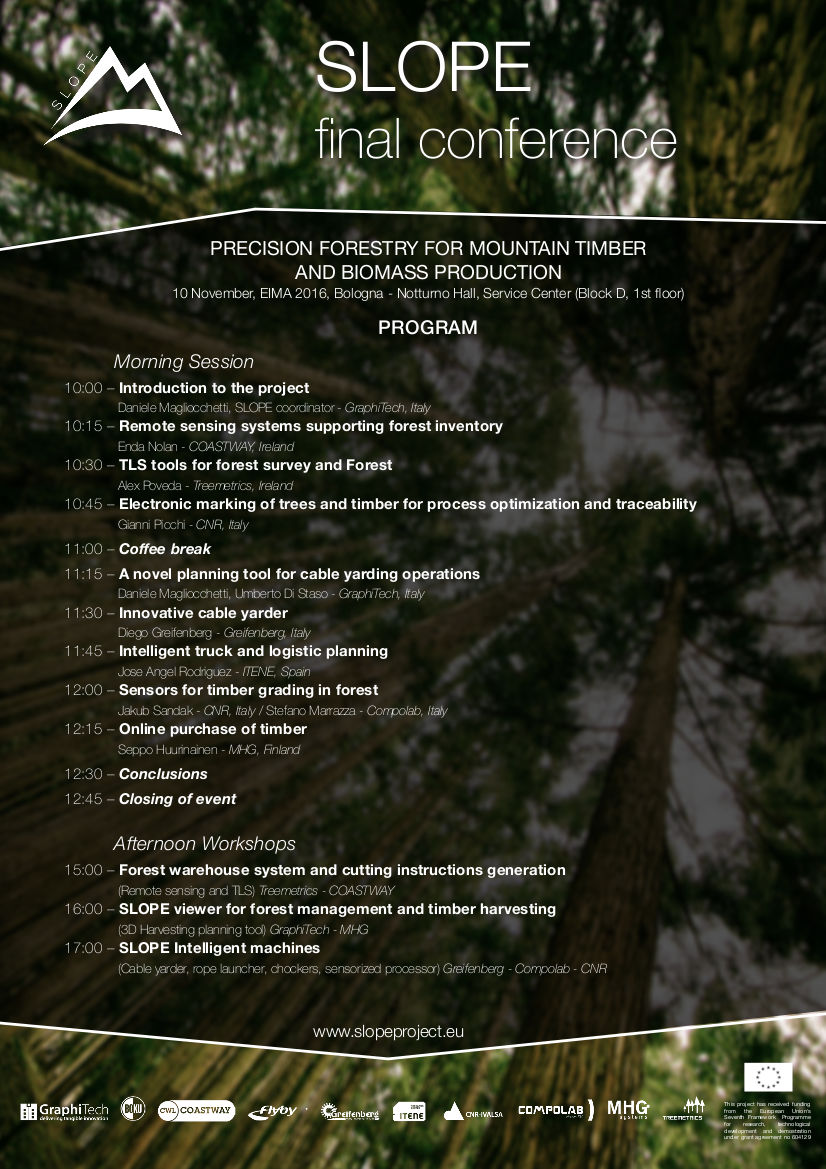 SLOPE
SLOPE
final conference
PRECISION FORESTRY FOR MOUNTAIN TIMBER
AND BIOMASS PRODUCTION
10 November, EIMA 2016, Bologna - Notturno Hall, Service Center (Block D, 1st floor)
PROGRAM
Morning Session
10:00 – Introduction to the project
Daniele Magliocchetti, SLOPE coordinator - GraphiTech, Italy
10:15 – Remote sensing systems supporting forest inventory
Enda Nolan - COASTWAY, Ireland
10:30 – TLS tools for forest survey and Forest
Alex Poveda - Treemetrics, Ireland
10:45 – Electronic marking of trees and timber for process optimization and traceability
Gianni Picchi - CNR, Italy
11:00 – Coffee break
11:15 – A novel planning tool for cable yarding operations
Daniele Magliocchetti, Umberto Di Staso - GraphiTech, Italy
11:30 – Innovative cable yarder
Diego Greifenberg - Greifenberg, Italy
11:45 – Intelligent truck and logistic planning
Jose Angel Rodriguez - ITENE, Spain
12:00 – Sensors for timber grading in forest
Jakub Sandak - CNR, Italy / Stefano Marrazza - Compolab, Italy
12:15 – Online purchase of timber
Seppo Huurinainen - MHG, Finland
12:30 – Conclusions
12:45 – Closing of event
Afternoon Workshops
15:00 – Forest warehouse system and cutting instructions generation
(Remote sensing and TLS) Treemetrics - COASTWAY
16:00 – SLOPE viewer for forest management and timber harvesting
(3D Harvesting planning tool) GraphiTech - MHG
17:00 – SLOPE Intelligent machines
(Cable yarder, rope launcher, chockers, sensorized processor) Greifenberg - Compolab - CNR
www.slopeproject.eu
GraphiTech
delivering tangible innovation
BOKU
CWL COASTWAY
Flyby
Greifenberg
ITENE
CNR-IVALSA
COMPOLAB
MHG
systems
TREEMETRICS
This project has received funding
from the European Union's
Seventh Framework Programme
for research, technological
development and demostration
under grant agreement no 604129